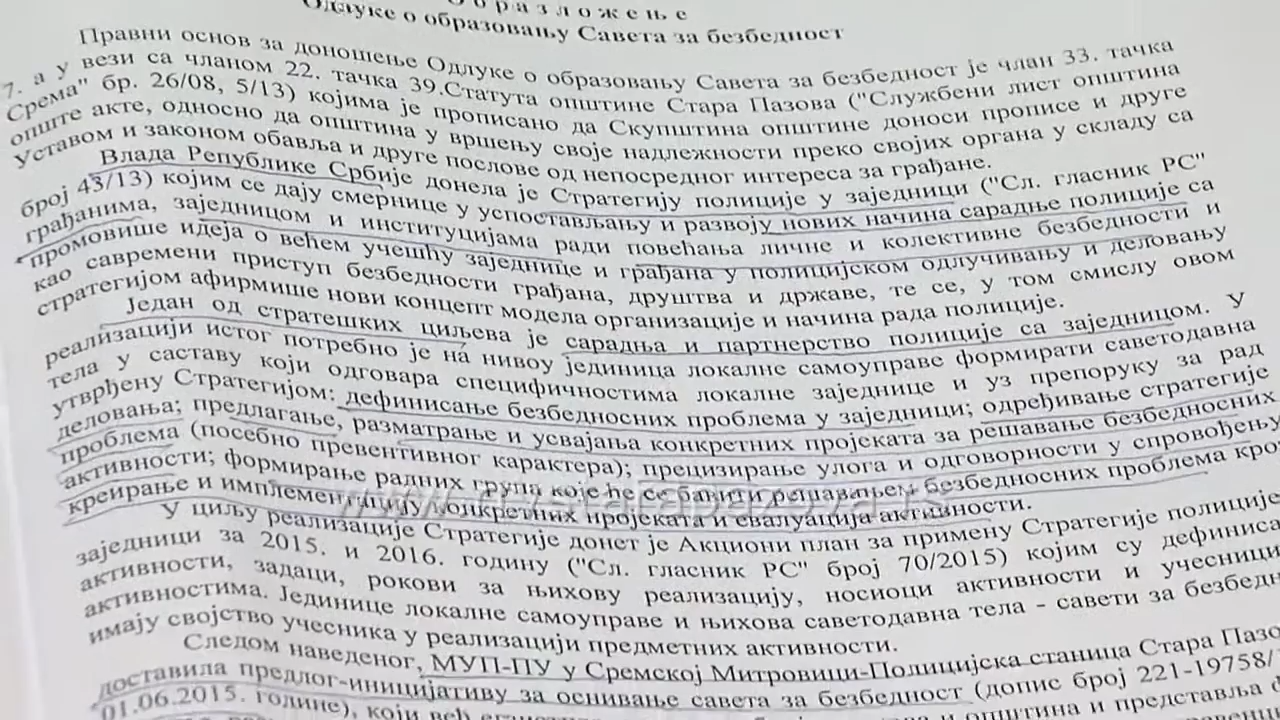 О б р а з л о ж е њ е
Одлуке о образовању Савета за безбедност
Правни основ за доношење Одлуке о образовању Савета за безбедност је члан 33. тачка
7. а у вези са чланом 22. тачка 39.Статута општине Стара Пазова ("Службени лист општина
Срема" бр. 26/08, 5/13) којима је прописано да Скупштина општине доноси прописе и друге
опште акте, односно да општина у вршењу своје надлежности преко својих органа у складу са
Уставом и законом обавља и друге послове од непосредног интереса за грађане.
Влада Републике Србије донела је Стратегију полиције у заједници ("Сл. гласник РС"
број 43/13) којим се дају смернице у успостављању и развоју нових начина сарадње полиције са
грађанима, заједницом и институцијама ради повећања личне и колективне безбедности и
промовише идеја о већем учешћу заједнице и грађана у полицијском одлучивању и деловању
као савремени приступ безбедности грађана, друштва и државе, те се, у том смислу овом
стратегијом афирмише нови концепт модела организације и начина рада полиције.
Један од стратешких циљева је сарадња и партнерство полиције са заједницом. У
реализацији истог потребно је на нивоу јединица локалне самоуправе формирати саветодавна
тела у саставу који одговара специфичностима локалне заједнице и уз препоруку за рад
утврђену Стратегијом: дефинисање безбедносних проблема у заједници; одређивање стратегије
деловања; предлагање, разматрање и усвајања конкретних пројеката за решавање безбедносних
проблема (посебно превентивног карактера); прецизирање улога и одговорности у спровођењу
активности; формирање радних група које ће се бавити решавањем безбедносних проблема кро
креирање и имплементацију конкретних пројеката и евалуација активности.
У циљу реализације Стратегије донет је Акциони план за примену Стратегије полиције
заједници за 2015. и 2016. годину ("Сл. гласник РС" број 70/2015) којим су дефиниса
активности, задаци, рокови за њихову реализацију, носиоци активности и учесници
активностима. Јединице локалне самоуправе и њихова саветодавна тела - савети за безбедн
имају својство учесника у реализацији предметних активности.
Следом наведеног, МУП-ПУ у Сремској Митровици-Полицијска станица Стара Пазо
доставила предлог-иницијативу за оснивање савета за безбедност (допис број 221-19758/
01.06.2015. године), који већ општина и представља